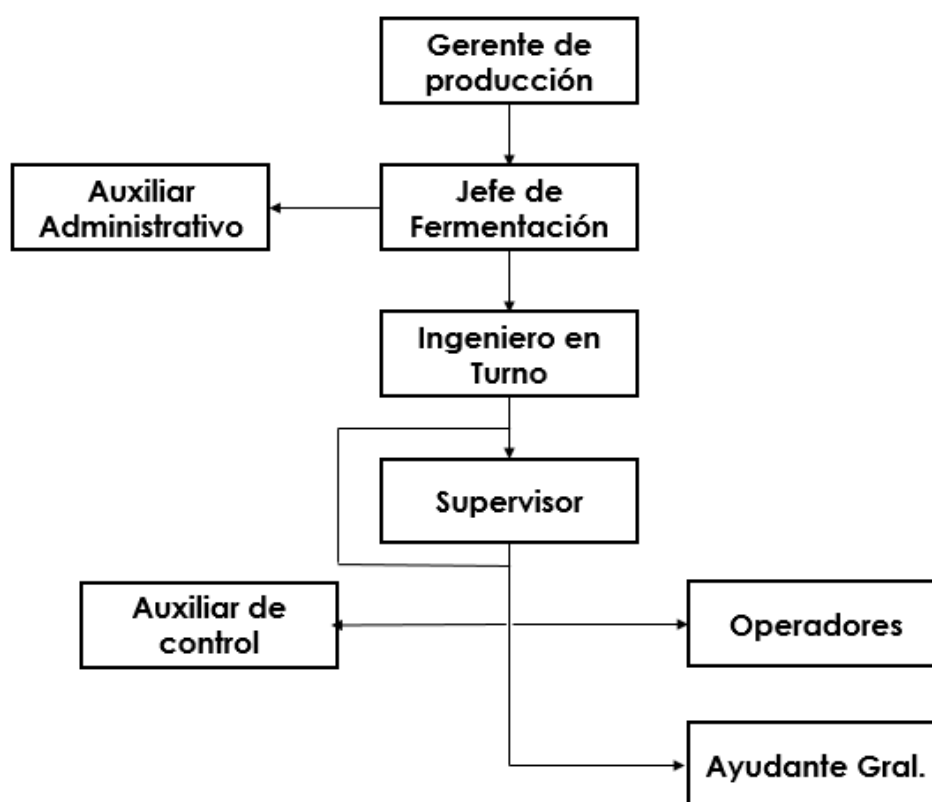 Gerente de
producción
Auxiliar
Administrativo
Jefe de
Fermentación
Ingeniero en
Turno
Supervisor
Auxiliar de
control
Operadores
Ayudante Gral.